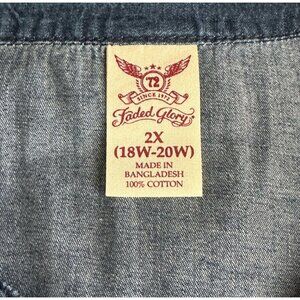 72
SINCE 1972
Faded Glory
2X
(18W-20W)
MADE IN
BANGLADESH
100% COTTON